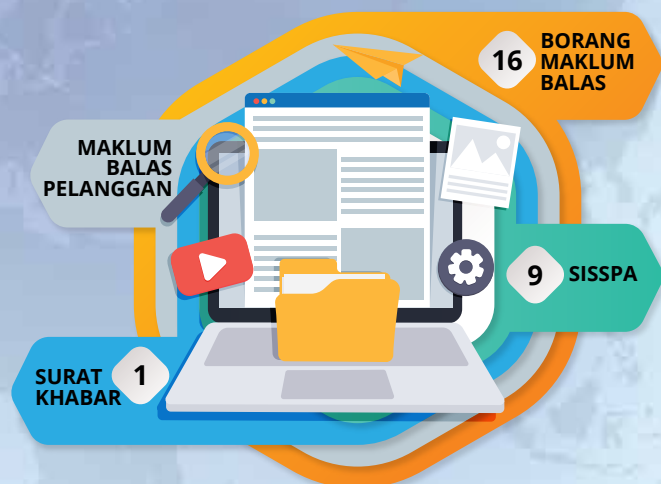 16
BORANG
MAKLUM
BALAS
MAKLUM
BALAS
PELANGGAN
9
SISSPA
SURAT
KHABAR
1